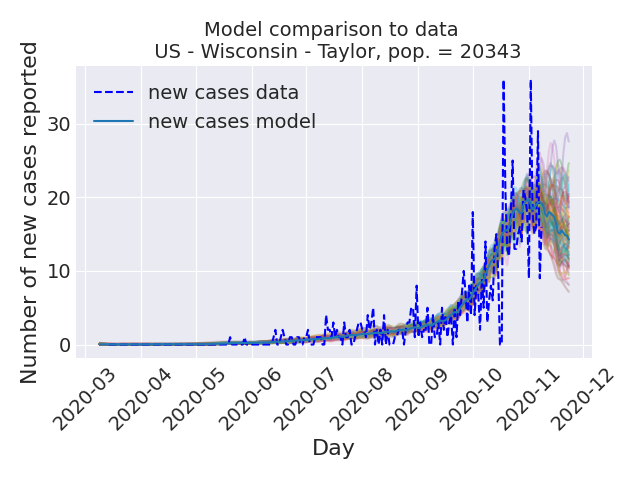 Model comparison to data
US - Wisconsin - Taylor, pop. = 20343
Number of new cases reported
new cases data
new cases model
30
20
10
0
2020-03
2020-04
2020-05
2020-06
2020-07
2020-08
2020-09
2020-10
2020-11
2020-12
Day